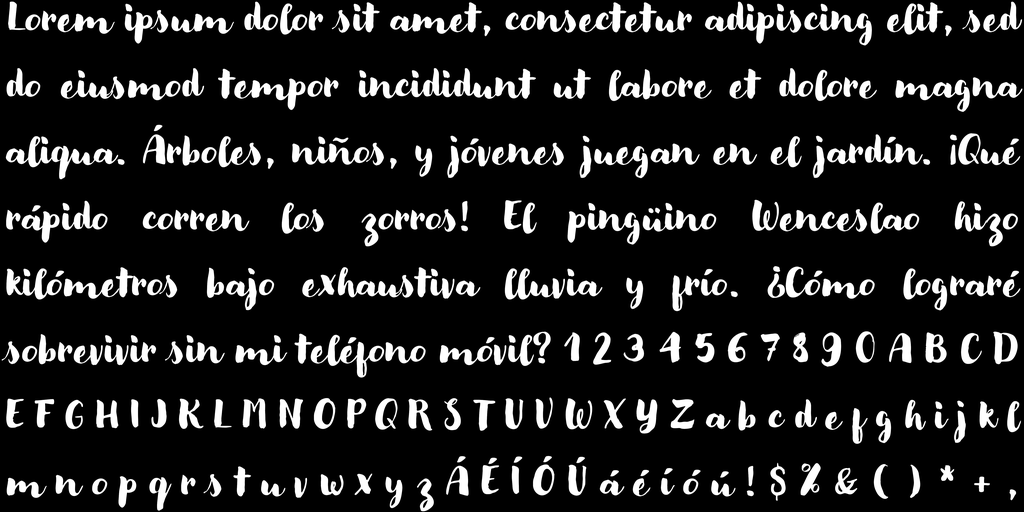 Lorem ipsum dolor sit amet, consectetur adipiscing elit, sed
do eiusmod tempor incididunt ut labore et dolore magna
aliqua. Árboles, niños, y jóvenes juegan en el jardín. ¡Qué
rápido corren los zorros! El pingüino Wenceslao hizo
kilómetros bajo exhaustiva lluvia y frío. ¿Cómo lograré
sobrevivir sin mi teléfono móvil? 1 2 3 4 5 6 7 8 9 0 A B C D
E F G H I J K L M N O P Q R S T U V W X Y Z a b c d e f g h i j k l
m n o p q r s t u v w x y z Á É Í Ó Ú á é í ó ú ! $ % & ( ) * + ,